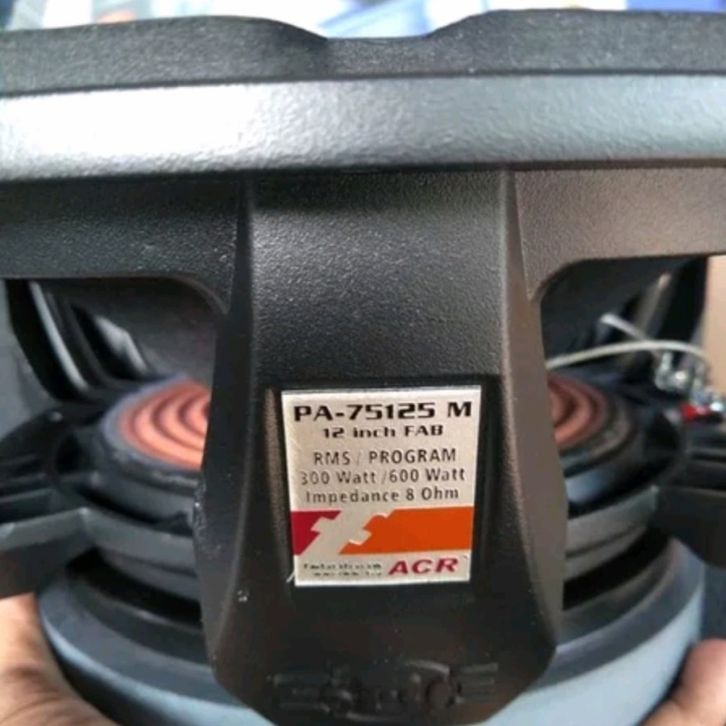 PA-75125 M
12 inch FAB
RMS / PROGRAM
300 Watt /600 Watt
Impedance 8 Ohm
ACR